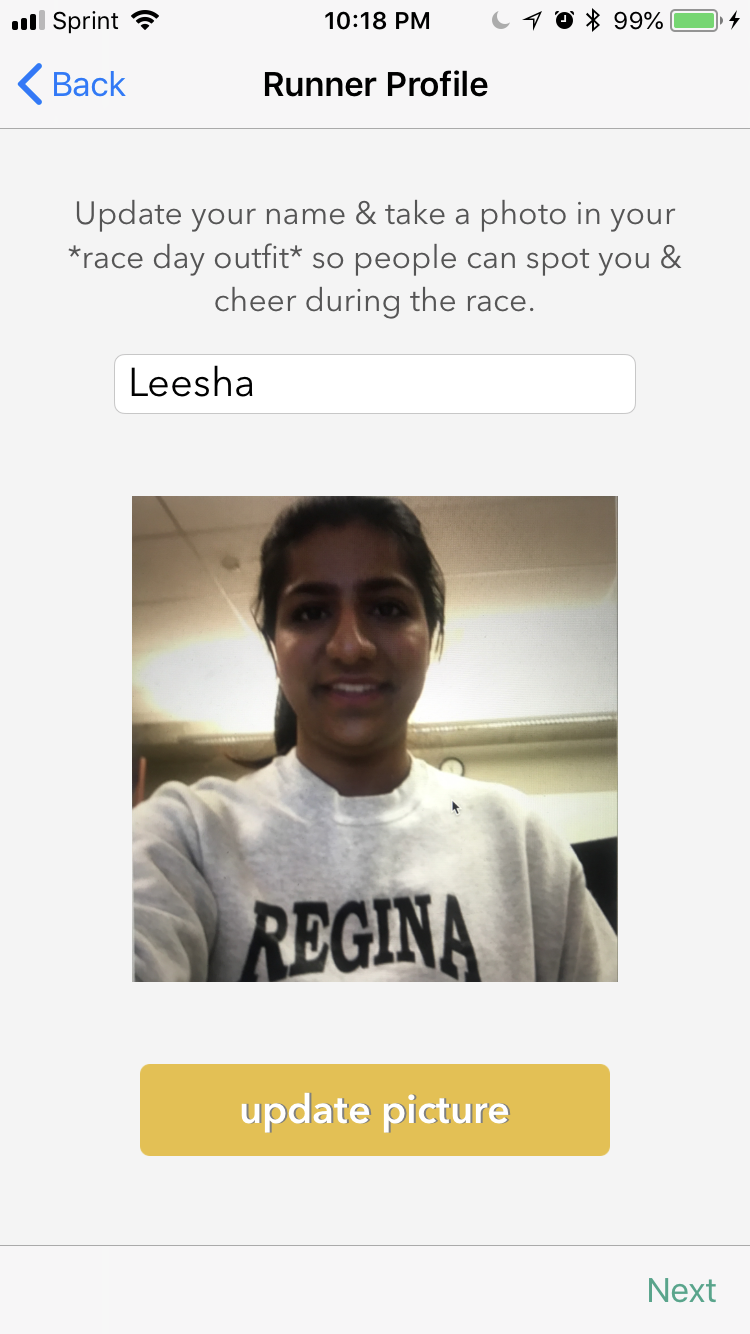 Sprint 10:18 PM 99%
Back Runner Profile
Update your name & take a photo in your
*race day outfit* so people can spot you &
cheer during the race.
Leesha
REGINA
update picture
Next